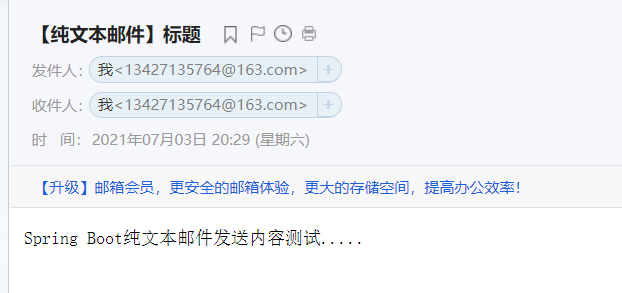 【纯文本邮件】标题
发件人：我<13427135764@163.com>
收件人：我<13427135764@163.com>
时 间：2021年07月03日 20:29 (星期六)
【升级】邮箱会员，更安全的邮箱体验，更大的存储空间，提高办公效率！
Spring Boot纯文本邮件发送内容测试.....